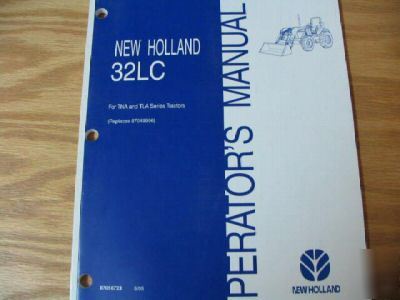 NEW HOLLAND
32LC
For TNA and TLA Series Tractors
OPERATOR'S MANUAL
NEW HOLLAND